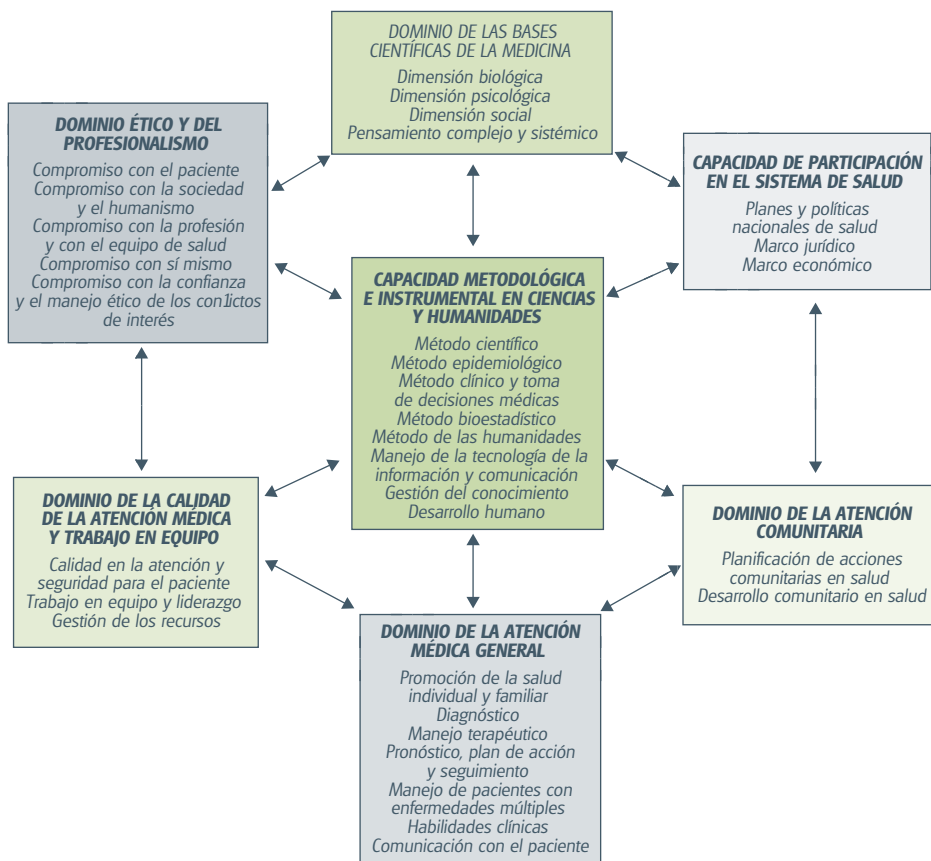 DOMINIO DE LAS BASES
CIENTÍFICAS DE LA MEDICINA
Dimensión biológica
Dimensión psicológica
Dimensión social
Pensamiento complejo y sistémico
DOMINIO ÉTICO Y DEL
PROFESIONALISMO
Compromiso con el paciente
Compromiso con la sociedad
y el humanismo
Compromiso con la profesión
y con el equipo de salud
Compromiso con sí mismo
Compromiso con la confianza
y el manejo ético de los con1ictos
de interés
CAPACIDAD DE PARTICIPACIÓN
EN EL SISTEMA DE SALUD
Planes y políticas
nacionales de salud
Marco jurídico
Marco económico
CAPACIDAD METODOLÓGICA
E INSTRUMENTAL EN CIENCIAS
Y HUMANIDADES
Método científico
Método epidemiológico
Método clínico y toma
de decisiones médicas
Método bioestadístico
Método de las humanidades
Manejo de la tecnología de la
información y comunicación
Gestión del conocimiento
Desarrollo humano
DOMINIO DE LA CALIDAD
DE LA ATENCIÓN MÉDICA
Y TRABAJO EN EQUIPO
Calidad en la atención y
seguridad para el paciente
Trabajo en equipo y liderazgo
Gestión de los recursos
DOMINIO DE LA ATENCIÓN
COMUNITARIA
Planificación de acciones
comunitarias en salud
Desarrollo comunitario en salud
DOMINIO DE LA ATENCIÓN
MÉDICA GENERAL
Promoción de la salud
individual y familiar
Diagnóstico
Manejo terapéutico
Pronóstico, plan de acción
y seguimiento
Manejo de pacientes con
enfermedades múltiples
Habilidades clínicas
Comunicación con el paciente